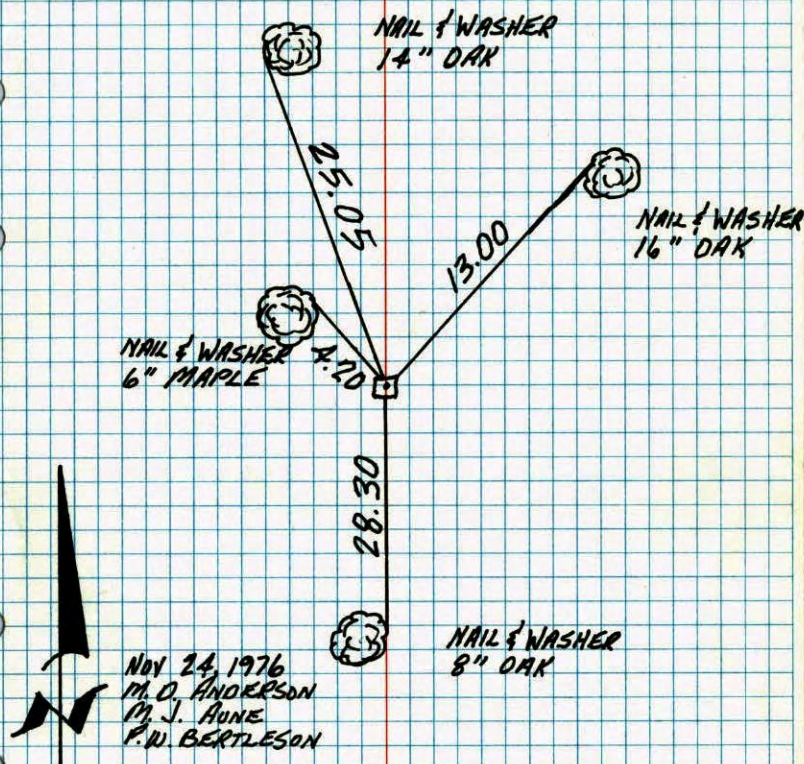 NAIL & WASHER
14" OAK
25.05
13.00
NAIL & WASHER
16" OAK
NAIL & WASHER
6" MAPLE
28.30
NAIL & WASHER
8" OAK
N
NOV 24, 1976
M. D. ANDERSON
M. J. AUNE
P. W. BERTLESON